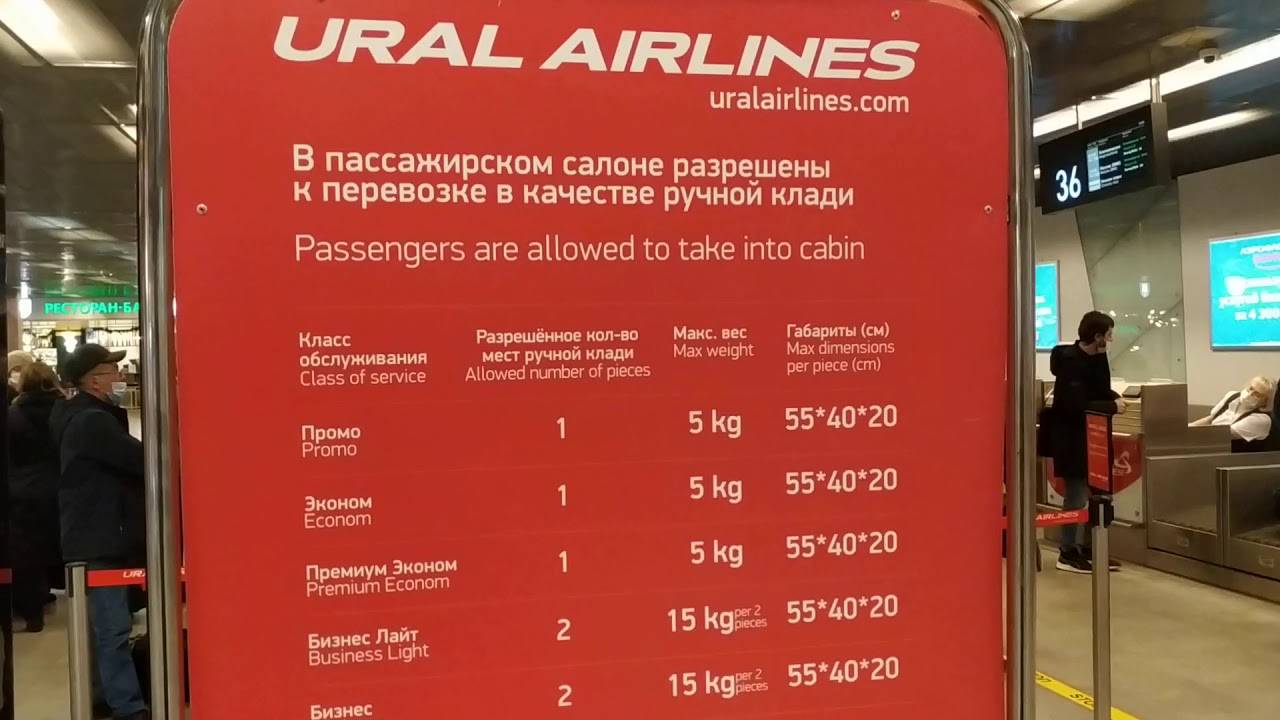 URAL AIRLINES
uralairlines.com
В пассажирском салоне разрешены
к перевозке в качестве ручной клади
Passengers are allowed to take into cabin
Класс
обслуживания
Class of service
Разрешённое кол-во
мест ручной клади
Allowed number of pieces
Макс. вес
Max weight
Габариты (см)
Max dimensions
per piece (cm)
Промо
Promo
1
5 kg
55*40*20
Эконом
Econom
1
5 kg
55*40*20
Премиум Эконом
Premium Econom
1
5 kg
55*40*20
Бизнес Лайт
Business Light
2
15 kg per 2
pieces
55*40*20
Бизнес
2
15 kg per 2
pieces
55*40*20
36
РЕСТОРАН-БА
AIRLINES
URA